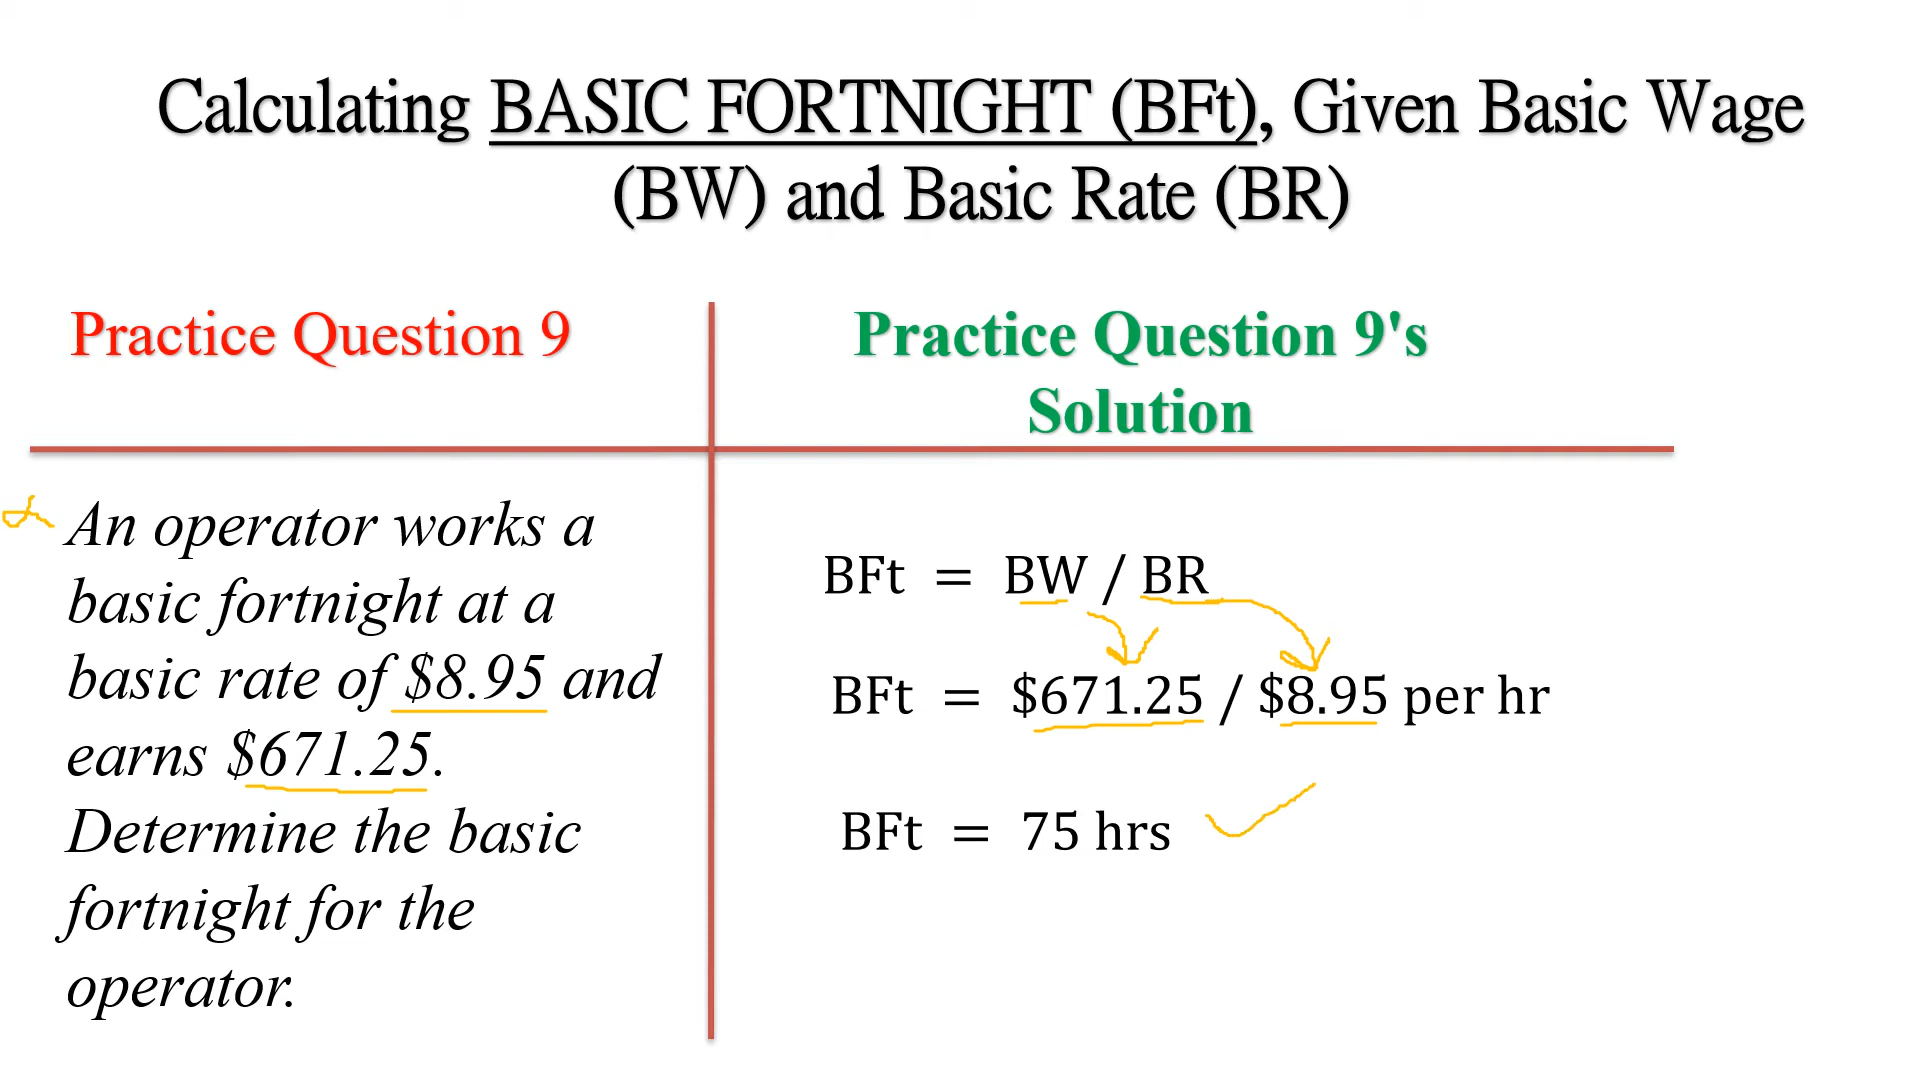 Calculating BASIC FORTNIGHT (BFt), Given Basic Wage
(BW) and Basic Rate (BR)
Practice Question 9
Practice Question 9's
Solution
An operator works a
basic fortnight at a
basic rate of $8.95 and
earns $671.25.
Determine the basic
fortnight for the
operator.
BFt = BW / BR
BFt = $671.25 / $8.95 per hr
BFt = 75 hrs